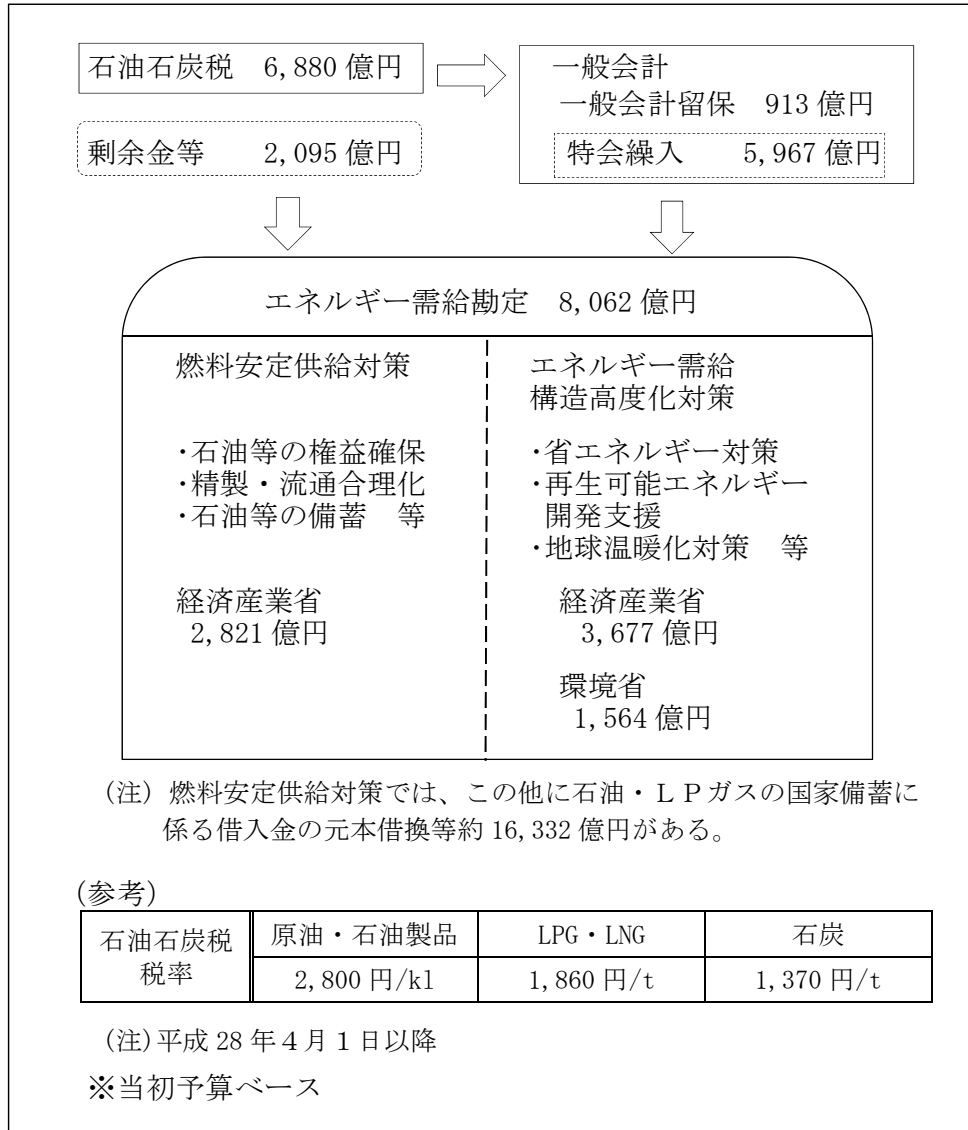 石油石炭税 6,880 億円
一般会計
一般会計留保 913 億円
剰余金等 2,095 億円
特会繰入 5,967 億円
エネルギー需給勘定 8,062 億円
燃料安定供給対策
・石油等の権益確保
・精製・流通合理化
・石油等の備蓄 等
経済産業省
2,821 億円
エネルギー需給
構造高度化対策
・省エネルギー対策
・再生可能エネルギー
開発支援
・地球温暖化対策 等
経済産業省
3,677 億円
環境省
1,564 億円
（注）燃料安定供給対策では、この他に石油・ＬＰガスの国家備蓄に
係る借入金の元本借換等約 16,332 億円がある。
(参考)
石油石炭税
税率
原油・石油製品 LPG・LNG 石炭
2,800 円/kl 1,860 円/t 1,370 円/t
(注)平成 28 年４月１日以降
※当初予算ベース